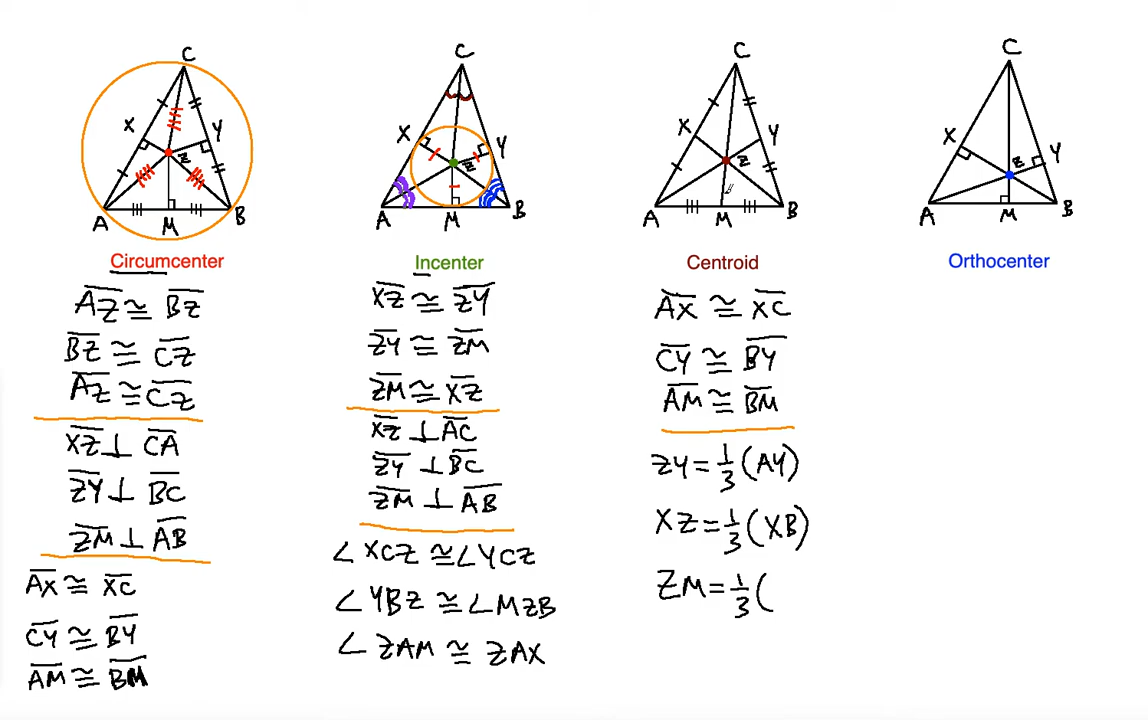 C
X
Y
Z
A
M
B
Circumcenter
AZ ≅ BZ
BZ ≅ CZ
AZ ≅ CZ
XZ ⊥ CA
ZY ⊥ BC
ZM ⊥ AB
AX ≅ XC
CY ≅ BY
AM ≅ BM
C
X
Y
Z
A
M
B
Incenter
XZ ≅ ZY
ZY ≅ ZM
ZM ≅ XZ
XZ ⊥ AC
ZY ⊥ BC
ZM ⊥ AB
∠XCZ ≅ ∠YCZ
∠YBZ ≅ ∠MZB
∠ZAM ≅ ZAX
C
X
Y
Z
A
M
B
Centroid
AX ≅ XC
CY ≅ BY
AM ≅ BM
ZY = 1/3 (AY)
XZ = 1/3 (XB)
ZM = 1/3 (
C
X
Y
Z
A
M
B
Orthocenter